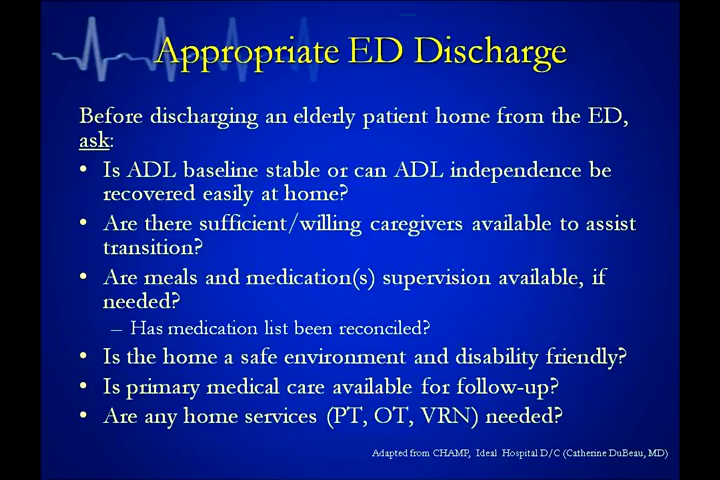 Appropriate ED Discharge
Before discharging an elderly patient home from the ED,
ask:
• Is ADL baseline stable or can ADL independence be
recovered easily at home?
• Are there sufficient/willing caregivers available to assist
transition?
• Are meals and medication(s) supervision available, if
needed?
– Has medication list been reconciled?
• Is the home a safe environment and disability friendly?
• Is primary medical care available for follow-up?
• Are any home services (PT, OT, VRN) needed?
Adapted from CHAMP, Ideal Hospital D/C (Catherine DuBeau, MD)